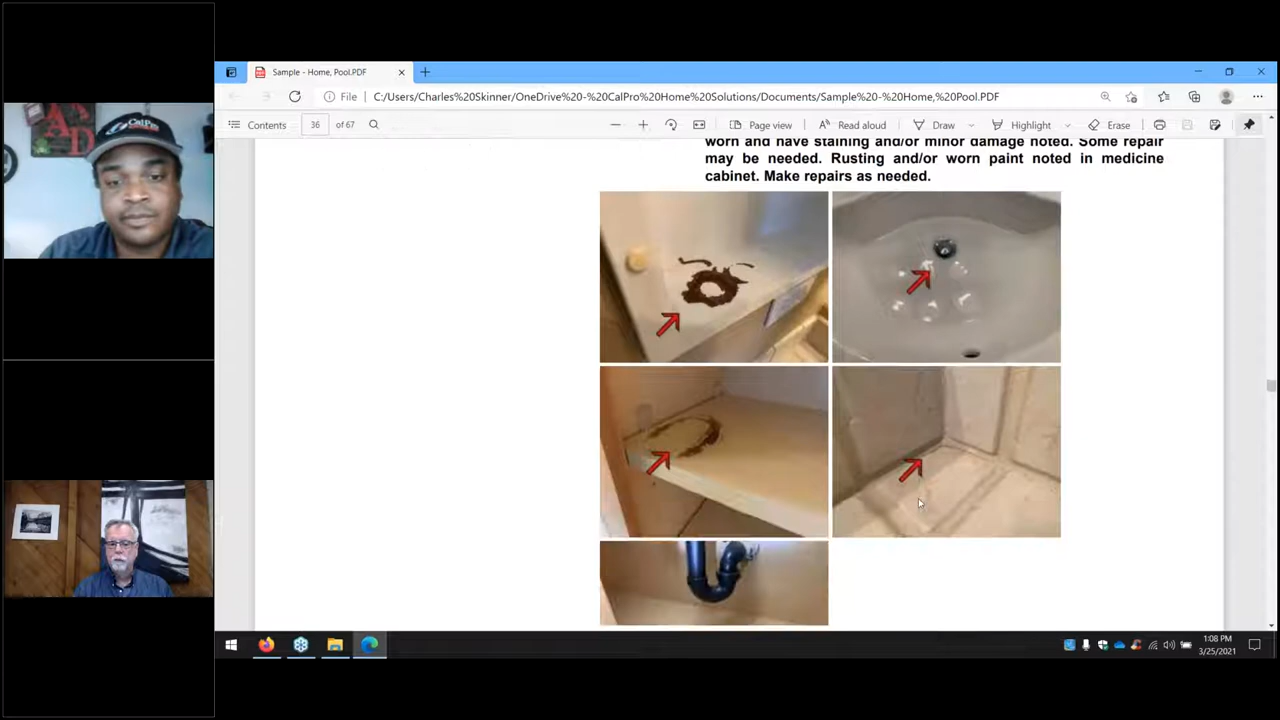 Sample - Home, Pool.PDF
File C:/Users/Charles%20Skinner/OneDrive%20-%20CalPro%20Home%20Solutions/Documents/Sample%20-%20Home,%20Pool.PDF
Contents 36 of 67 Page view Read aloud Draw Highlight Erase
worn and have staining and/or minor damage noted. Some repair
may be needed. Rusting and/or worn paint noted in medicine
cabinet. Make repairs as needed.
AD
CalPro
1:08 PM
3/25/2021